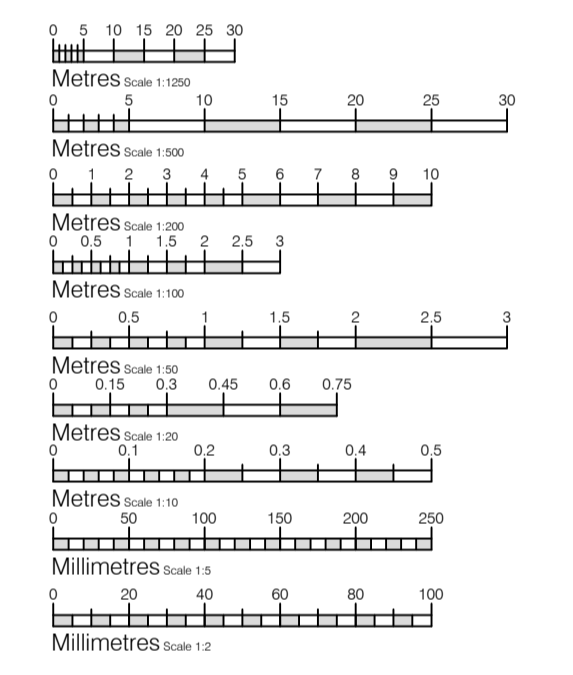 0 5 10 15 20 25 30
Metres Scale 1:1250
0 5 10 15 20 25 30
Metres Scale 1:500
0 1 2 3 4 5 6 7 8 9 10
Metres Scale 1:200
0 0.5 1 1.5 2 2.5 3
Metres Scale 1:100
0 0.5 1 1.5 2 2.5 3
Metres Scale 1:50
0 0.15 0.3 0.45 0.6 0.75
Metres Scale 1:20
0 0.1 0.2 0.3 0.4 0.5
Metres Scale 1:10
0 50 100 150 200 250
Millimetres Scale 1:5
0 20 40 60 80 100
Millimetres Scale 1:2